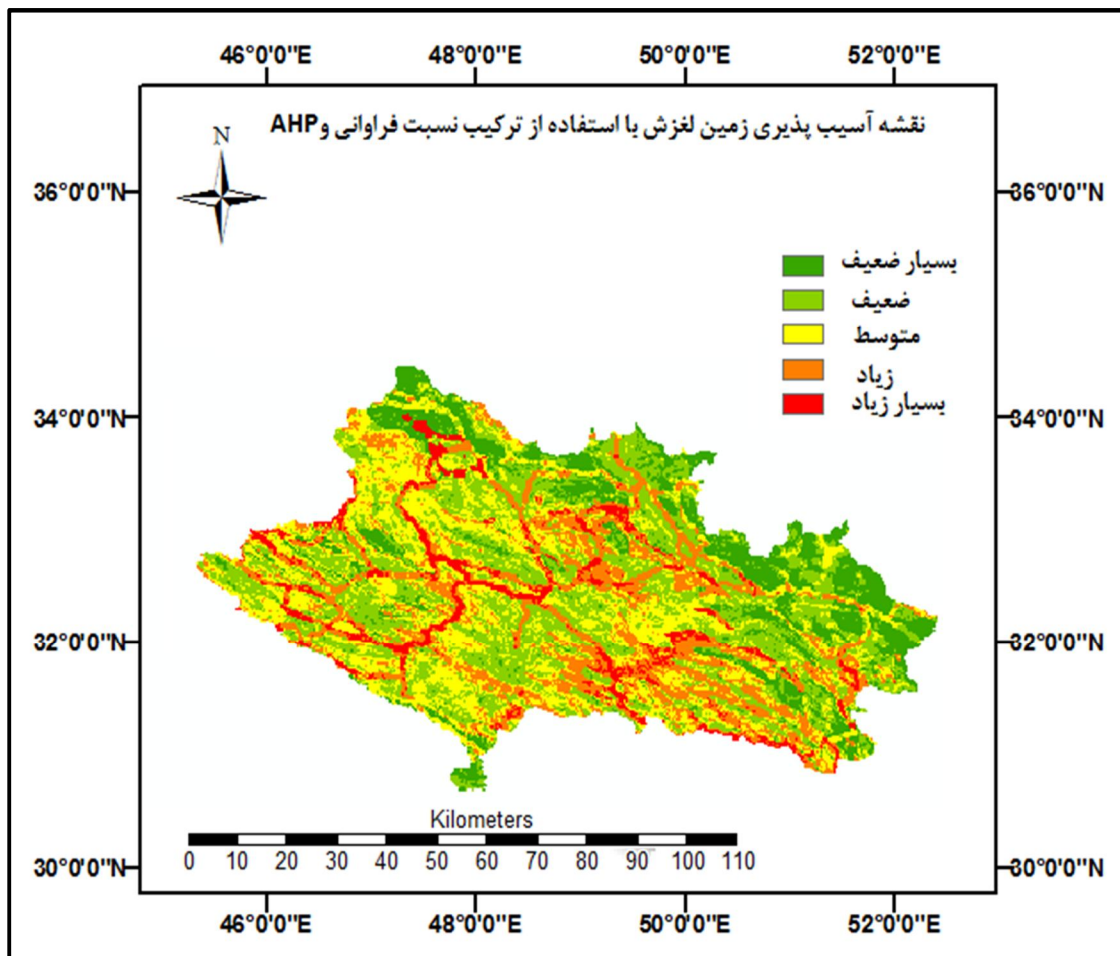 46°0'0"E 48°0'0"E 50°0'0"E 52°0'0"E
نقشه آسیب پذیری زمین لغزش با استفاده از ترکیب نسبت فراوانی و AHP
N
36°0'0"N 36°0'0"N
بسیار ضعیف
ضعیف
متوسط
زیاد
بسیار زیاد
34°0'0"N 34°0'0"N
32°0'0"N 32°0'0"N
Kilometers
0 10 20 30 40 50 60 70 80 90 100 110
30°0'0"N 30°0'0"N
46°0'0"E 48°0'0"E 50°0'0"E 52°0'0"E